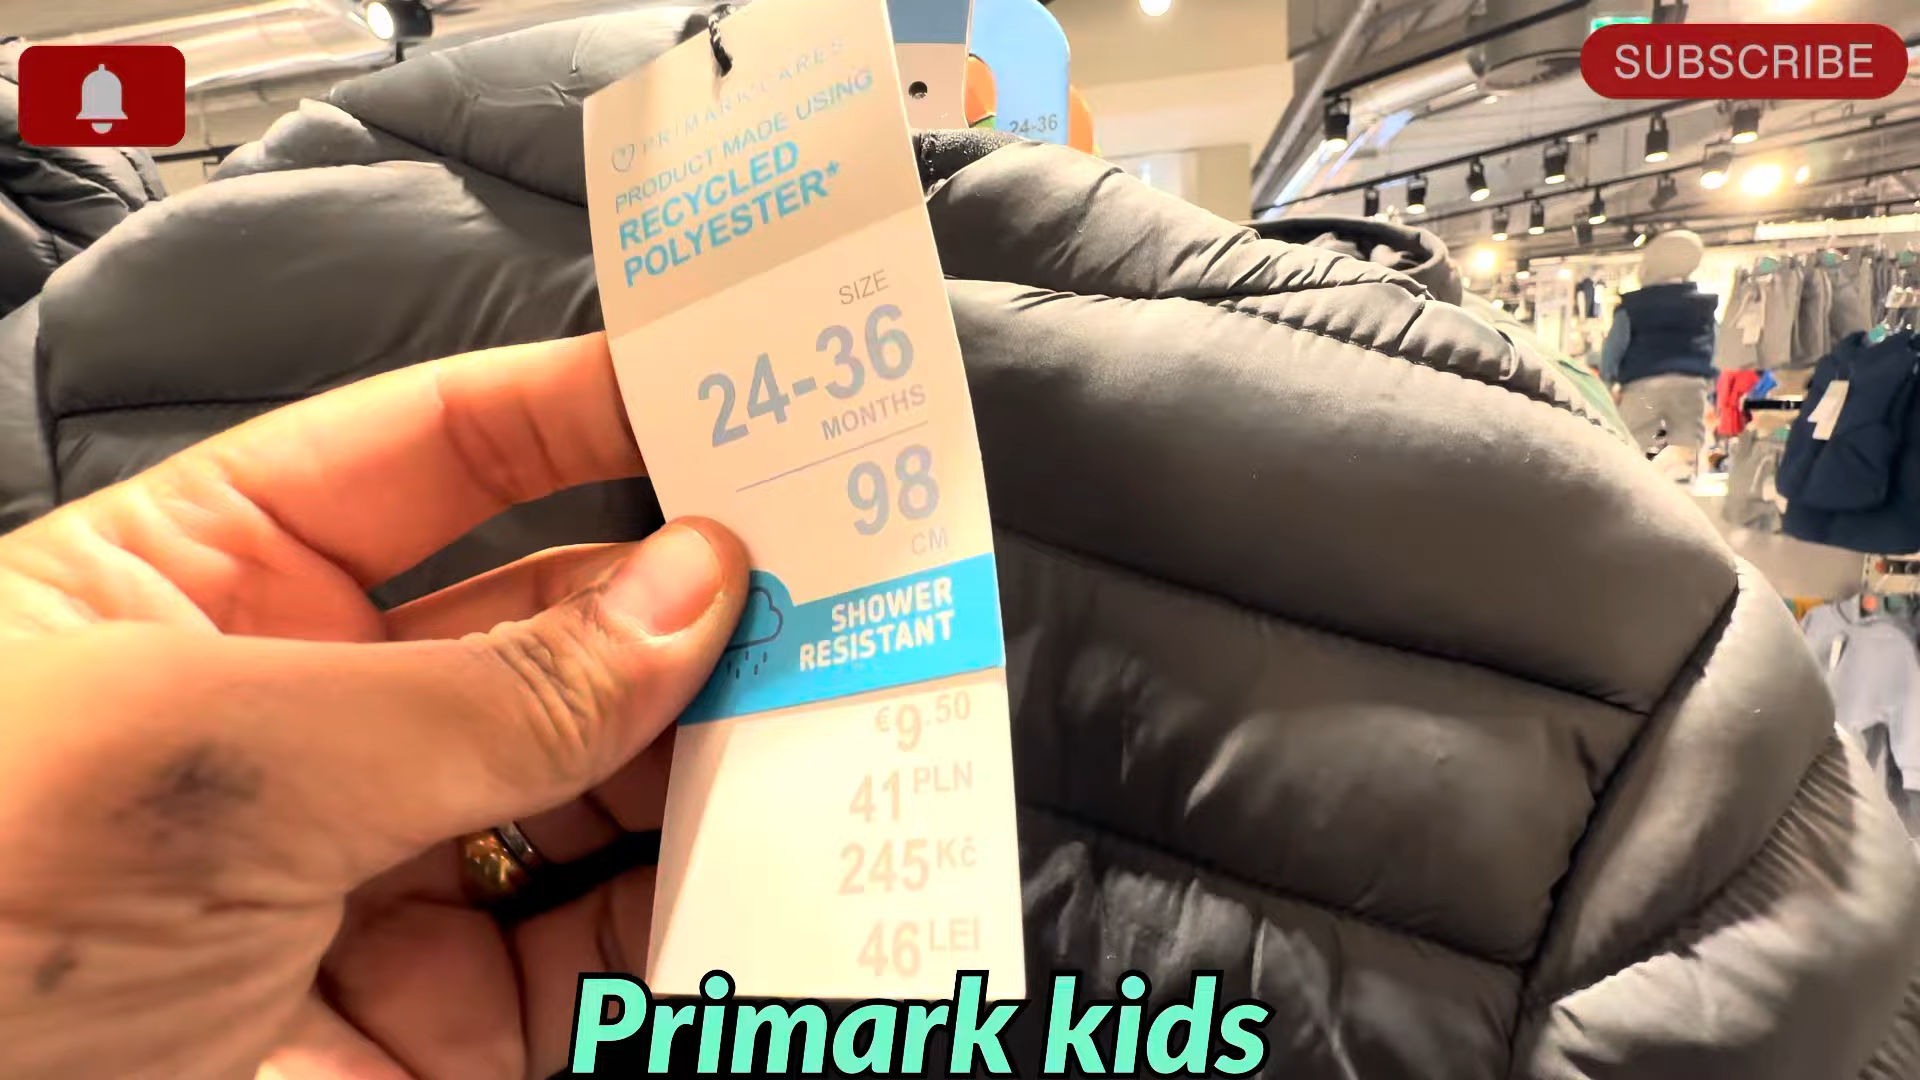 SUBSCRIBE
PRIMARK CARES
PRODUCT MADE USING
RECYCLED
POLYESTER*
24-36
SIZE
24-36
MONTHS
98
CM
SHOWER
RESISTANT
€9.50
41 PLN
245 Kč
46 LEI
Primark kids